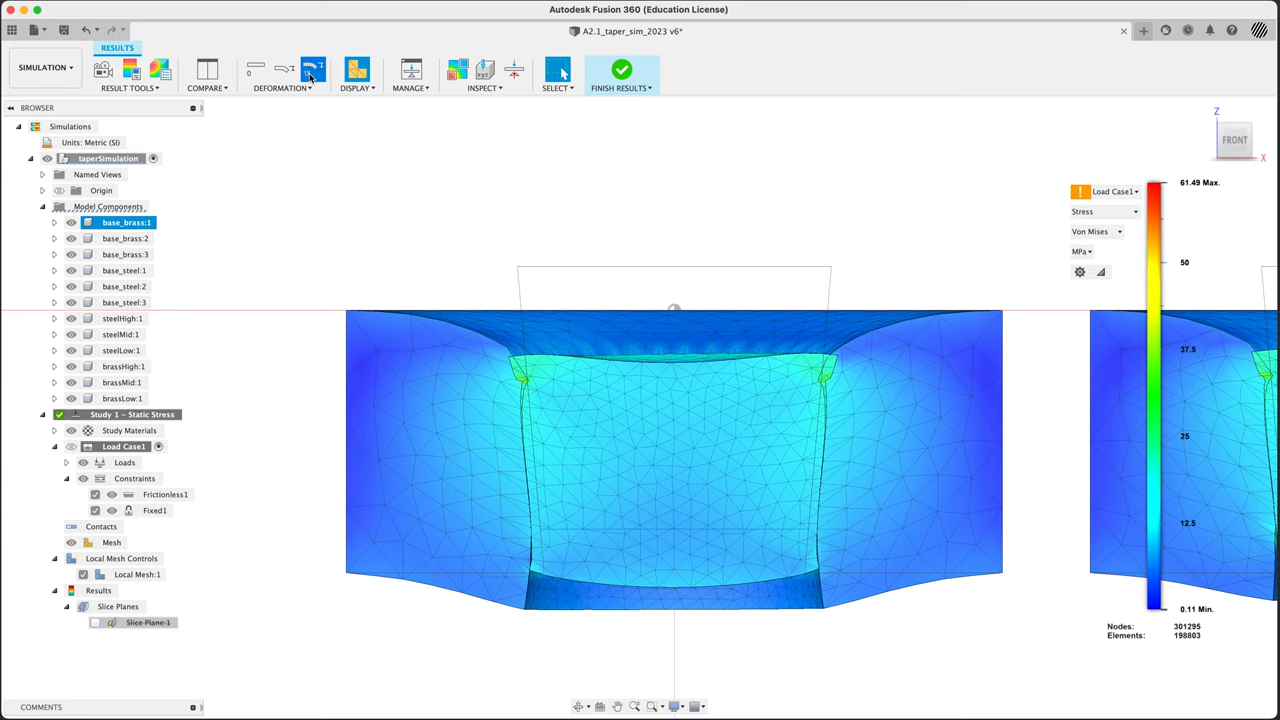 Autodesk Fusion 360 (Education License)
A2.1_taper_sim_2023 v6*
SIMULATION
RESULTS
RESULT TOOLS
COMPARE
DEFORMATION
DISPLAY
MANAGE
INSPECT
SELECT
FINISH RESULTS
BROWSER
Simulations
Units: Metric (SI)
taperSimulation
Named Views
Origin
Model Components
base_brass:1
base_brass:2
base_brass:3
base_steel:1
base_steel:2
base_steel:3
steelHigh:1
steelMid:1
steelLow:1
brassHigh:1
brassMid:1
brassLow:1
Study 1 - Static Stress
Study Materials
Load Case1
Loads
Constraints
Frictionless1
Fixed1
Contacts
Mesh
Local Mesh Controls
Local Mesh:1
Results
Slice Planes
Slice Plane:1
COMMENTS
Z
FRONT
X
Load Case1
Stress
Von Mises
MPa
61.49 Max.
50
37.5
25
12.5
0.11 Min.
Nodes: 301295
Elements: 198803